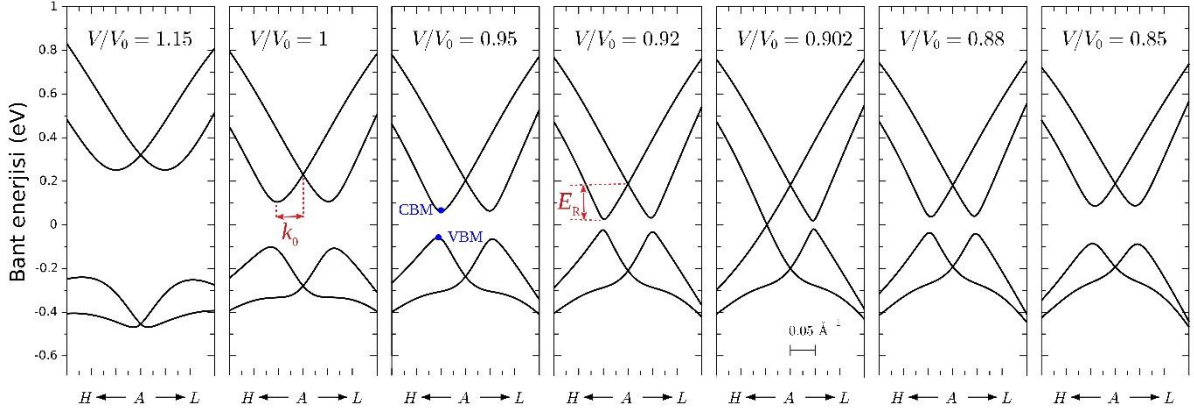 V/V₀ = 1.15
V/V₀ = 1
V/V₀ = 0.95
V/V₀ = 0.92
V/V₀ = 0.902
V/V₀ = 0.88
V/V₀ = 0.85
Bant enerjisi (eV)
1
0.8
0.6
0.4
0.2
0
-0.2
-0.4
-0.6
k₀
CBM
VBM
E_R
0.05 Å⁻¹
H ← A → L
H ← A → L
H ← A → L
H ← A → L
H ← A → L
H ← A → L
H ← A → L